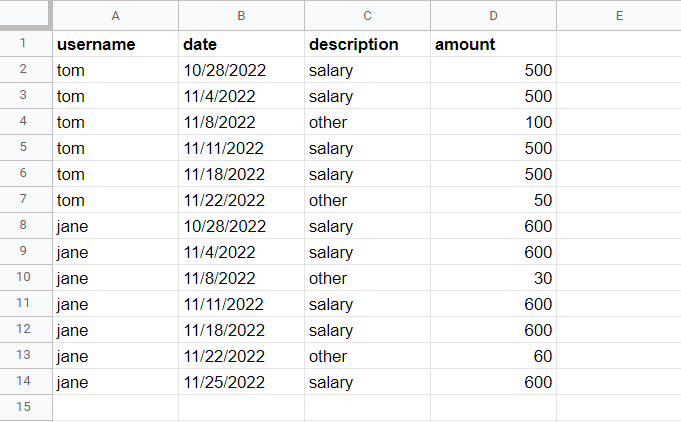 A B C D E
1 username date description amount
2 tom 10/28/2022 salary 500
3 tom 11/4/2022 salary 500
4 tom 11/8/2022 other 100
5 tom 11/11/2022 salary 500
6 tom 11/18/2022 salary 500
7 tom 11/22/2022 other 50
8 jane 10/28/2022 salary 600
9 jane 11/4/2022 salary 600
10 jane 11/8/2022 other 30
11 jane 11/11/2022 salary 600
12 jane 11/18/2022 salary 600
13 jane 11/22/2022 other 60
14 jane 11/25/2022 salary 600
15